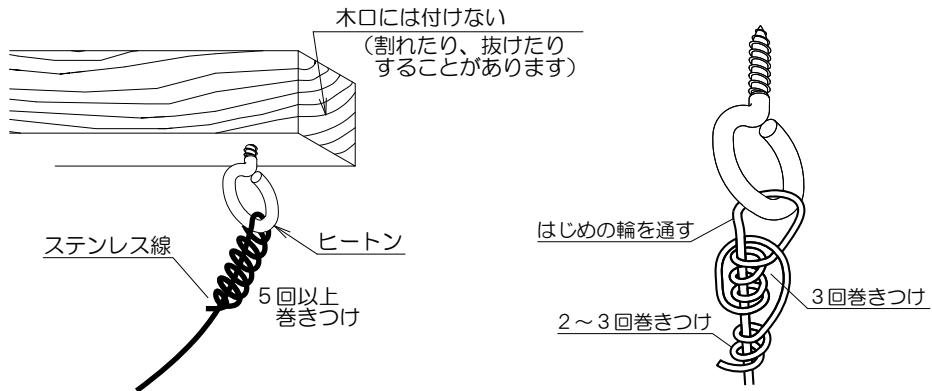 木口には付けない
(割れたり、抜けたり
することがあります)
ステンレス線
ヒートン
5回以上
巻きつけ
はじめの輪を通す
3回巻きつけ
2～3回巻きつけ